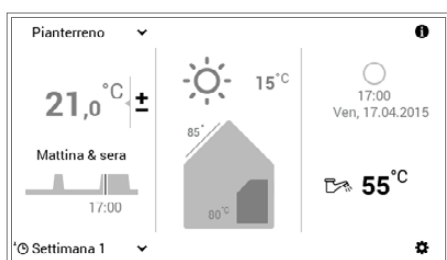 Pianterreno
21,0°C ±
Mattina & sera
17:00
Settimana 1
15°C
85°
80°C
17:00
Ven, 17.04.2015
55°C